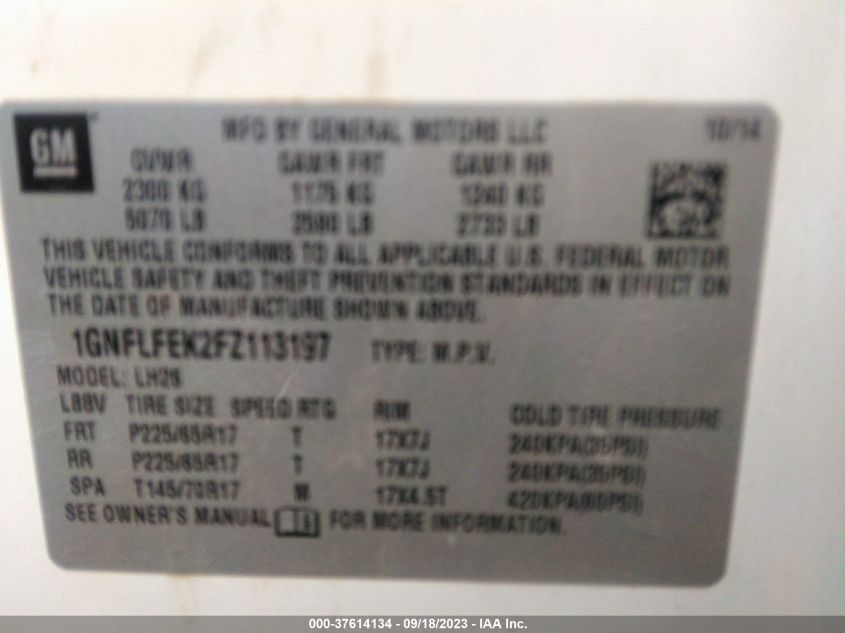 GM
MFG BY GENERAL MOTORS LLC 10/14
GVWR GAWR FRT GAWR RR
2300 KG 1175 KG 1240 KG
5070 LB 2590 LB 2733 LB
THIS VEHICLE CONFORMS TO ALL APPLICABLE U.S. FEDERAL MOTOR
VEHICLE SAFETY AND THEFT PREVENTION STANDARDS IN EFFECT ON
THE DATE OF MANUFACTURE SHOWN ABOVE.
1GNFLFEK2FZ113197 TYPE: M.P.V.
MODEL: LH26
TIRE SIZE SPEED RTG RIM COLD TIRE PRESSURE
FRT P225/65R17 T 17X7J 240KPA(35PSI)
RR P225/65R17 T 17X7J 240KPA(35PSI)
SPA T145/70R17 M 17X4.5T 420KPA(60PSI)
SEE OWNER'S MANUAL FOR MORE INFORMATION.
000-37614134 - 09/18/2023 - IAA Inc.